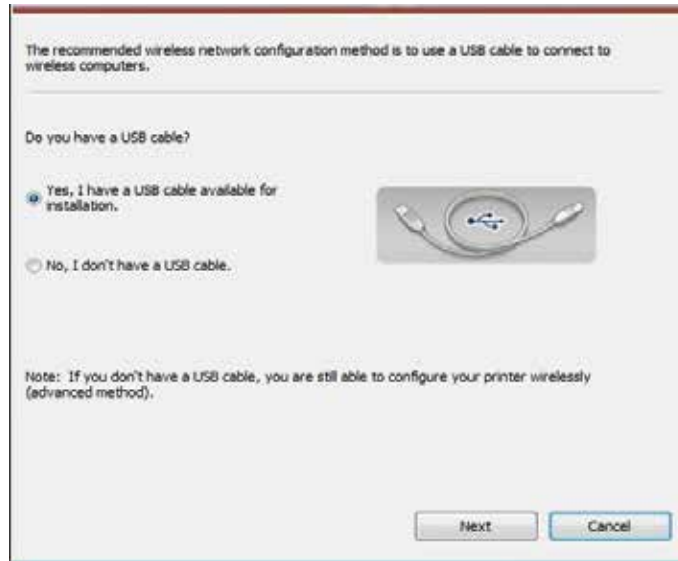 The recommended wireless network configuration method is to use a USB cable to connect to
wireless computers.
Do you have a USB cable?
Yes, I have a USB cable available for
installation.
No, I don't have a USB cable.
Note: If you don't have a USB cable, you are still able to configure your printer wirelessly
(advanced method).
Next
Cancel